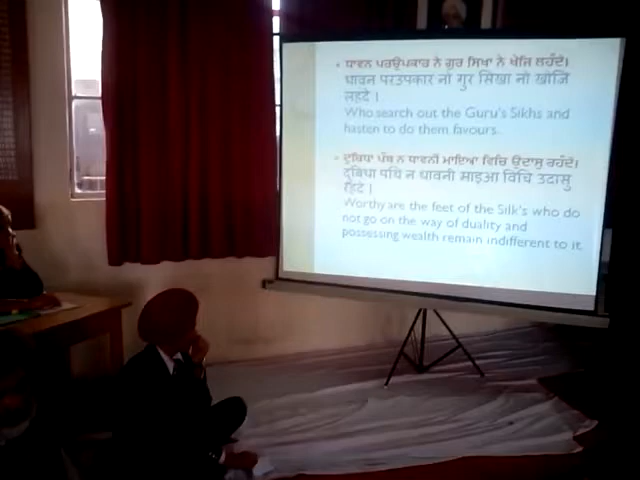 • ਧਾਵਨ ਪਰਉਪਕਾਰ ਨੋ ਗੁਰ ਸਿਖਾ ਨੋ ਖੋਜਿ ਲਹੰਦੇ।
धावन परउपकार नो गुर सिखा नो खोजि
लहंदे ।
Who search out the Guru's Sikhs and
hasten to do them favours.
• ਦੁਬਿਧਾ ਪੰਥਿ ਨ ਧਾਵਨੀ ਮਾਇਆ ਵਿਚਿ ਉਦਾਸੁ ਰਹੰਦੇ।
दुबिधा पंथि न धावनी माइआ विचि उदासु
रहंदे ।
Worthy are the feet of the Silk's who do
not go on the way of duality and
possessing wealth remain indifferent to it.